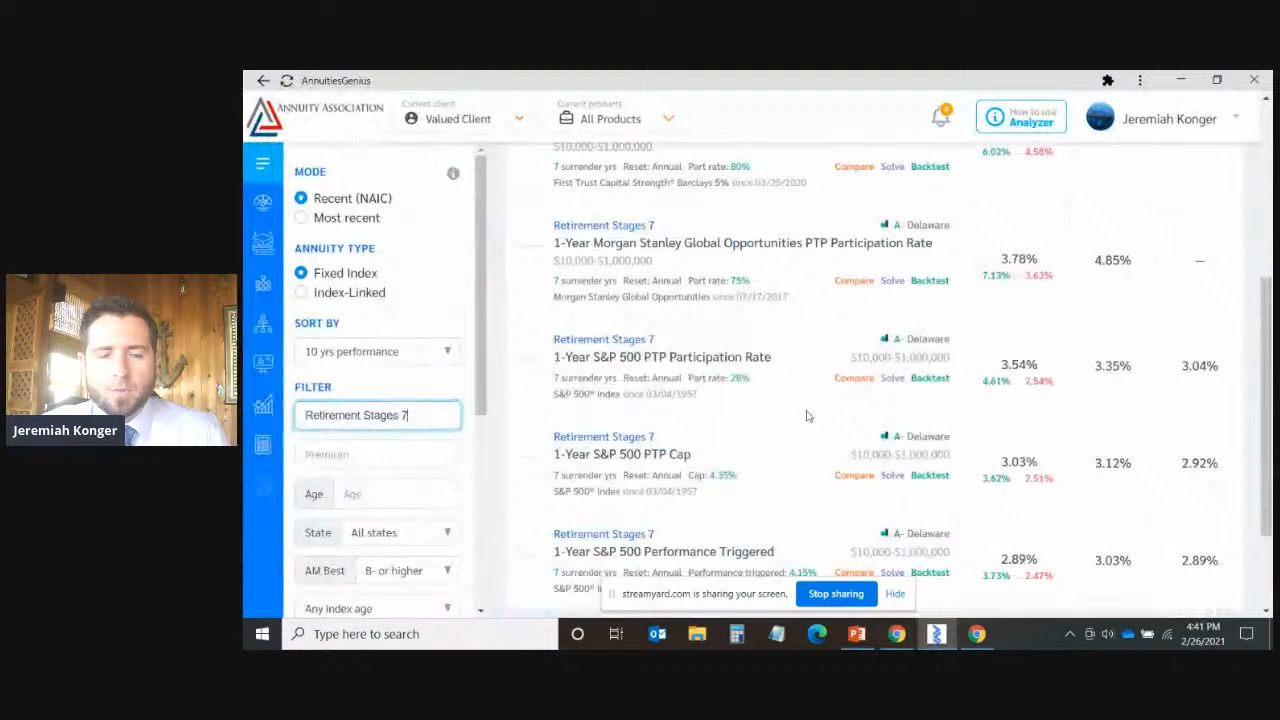 AnnuitiesGenius
ANNUITY ASSOCIATION
Current client
Valued Client
Current products
All Products
How to use
Analyzer
Jeremiah Konger
MODE
Recent (NAIC)
Most recent
ANNUITY TYPE
Fixed Index
Index-Linked
SORT BY
10 yrs performance
FILTER
Retirement Stages 7
Premium
Age Age
State All states
AM Best B- or higher
Any index age
$10,000-$1,000,000
6.02% 4.58%
7 surrender yrs Reset: Annual Part rate: 80% Compare Solve Backtest
First Trust Capital Strength® Barclays 5% since 03/25/2020
Retirement Stages 7 A- Delaware
1-Year Morgan Stanley Global Opportunities PTP Participation Rate
$10,000-$1,000,000
3.78% 4.85% —
7.13% 3.63%
7 surrender yrs Reset: Annual Part rate: 75% Compare Solve Backtest
Morgan Stanley Global Opportunities since 07/17/2017
Retirement Stages 7 A- Delaware
1-Year S&P 500 PTP Participation Rate $10,000-$1,000,000
3.54% 3.35% 3.04%
4.61% 2.54%
7 surrender yrs Reset: Annual Part rate: 28% Compare Solve Backtest
S&P 500® Index since 03/04/1957
Retirement Stages 7 A- Delaware
1-Year S&P 500 PTP Cap $10,000-$1,000,000
3.03% 3.12% 2.92%
3.62% 2.51%
7 surrender yrs Reset: Annual Cap: 4.35% Compare Solve Backtest
S&P 500® Index since 03/04/1957
Retirement Stages 7 A- Delaware
1-Year S&P 500 Performance Triggered $10,000-$1,000,000
2.89% 3.03% 2.89%
3.73% 2.47%
7 surrender yrs Reset: Annual Performance triggered: 4.15% Compare Solve Backtest
S&P 500® I
streamyard.com is sharing your screen. Stop sharing Hide
Type here to search
4:41 PM
2/26/2021
Jeremiah Konger